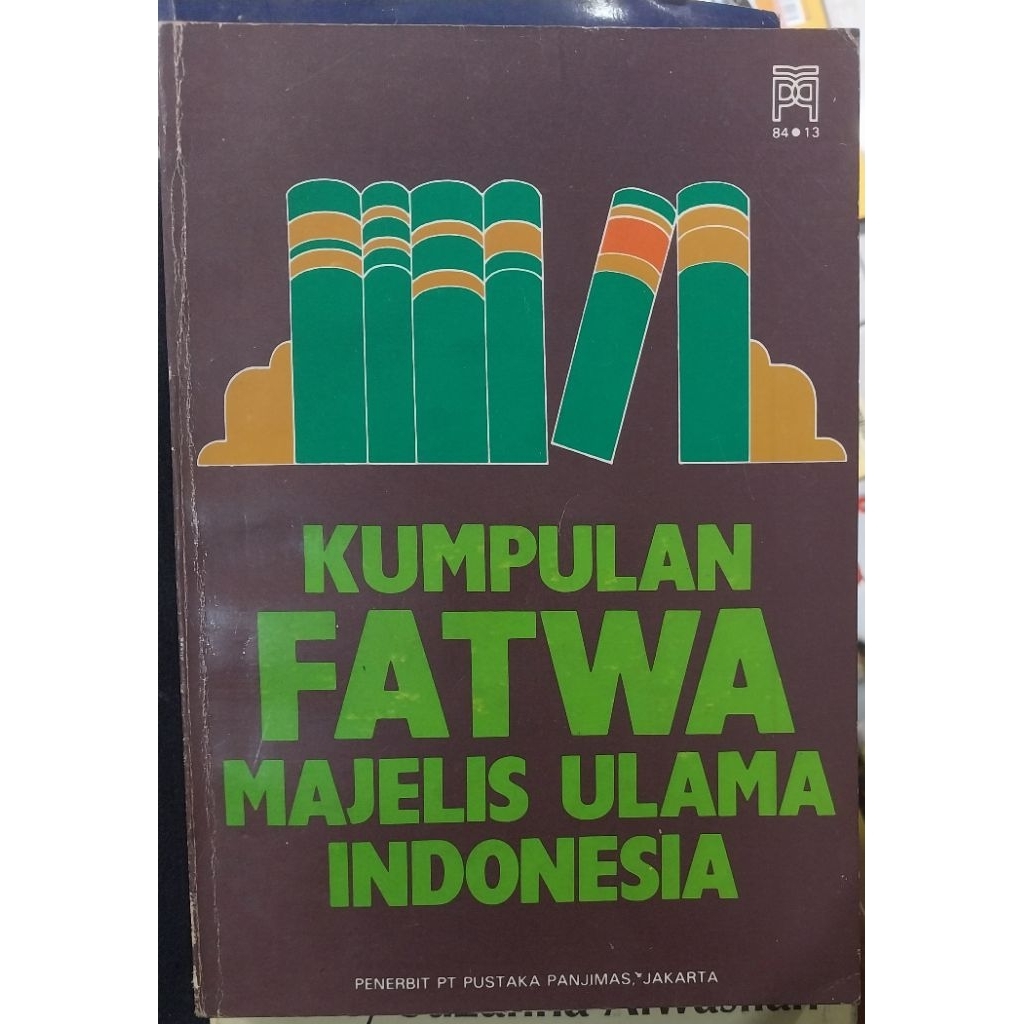 84 • 13
KUMPULAN
FATWA
MAJELIS ULAMA
INDONESIA
PENERBIT PT PUSTAKA PANJIMAS, JAKARTA